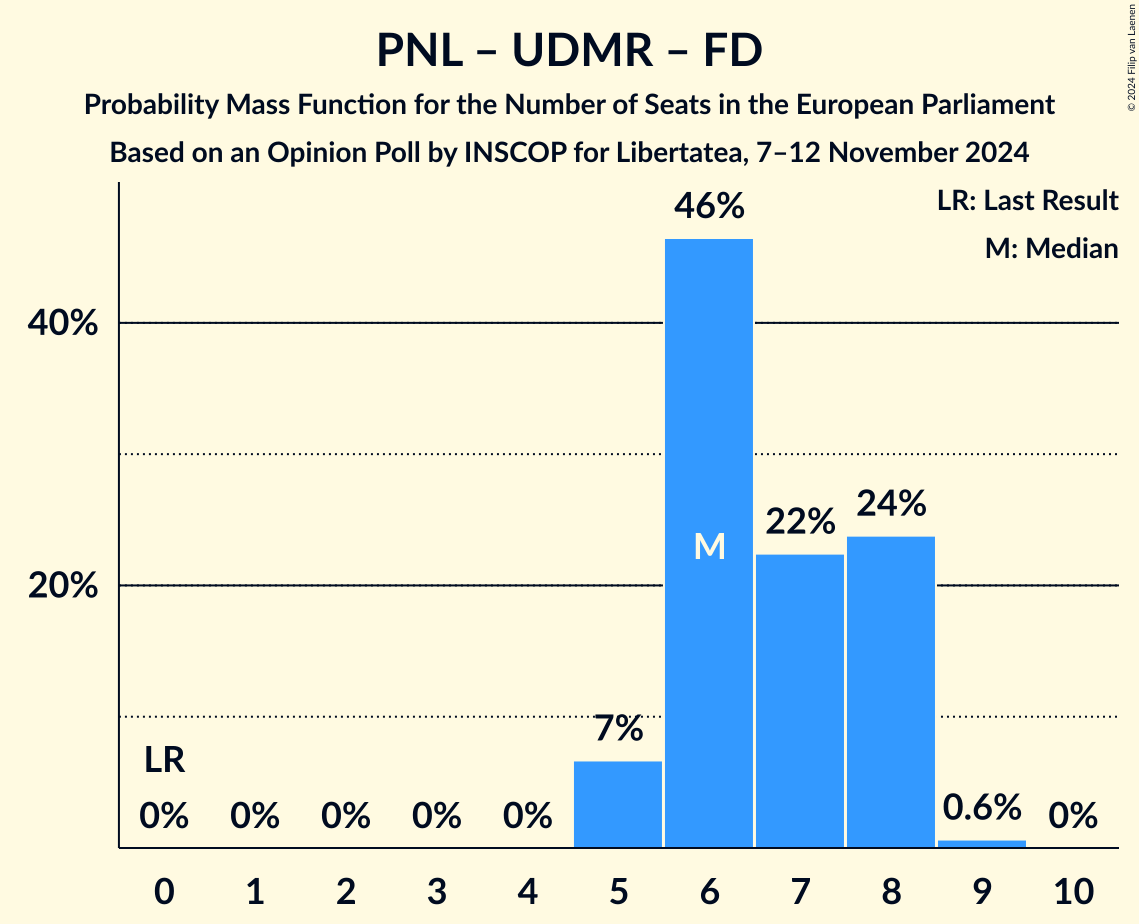 PNL – UDMR – FD
Probability Mass Function for the Number of Seats in the European Parliament
Based on an Opinion Poll by INSCOP for Libertatea, 7–12 November 2024
© 2024 Filip van Laenen
LR: Last Result
M: Median
46%
40%
24%
22%
M
20%
7%
LR
0% 0% 0% 0% 0% 0.6% 0%
0 1 2 3 4 5 6 7 8 9 10